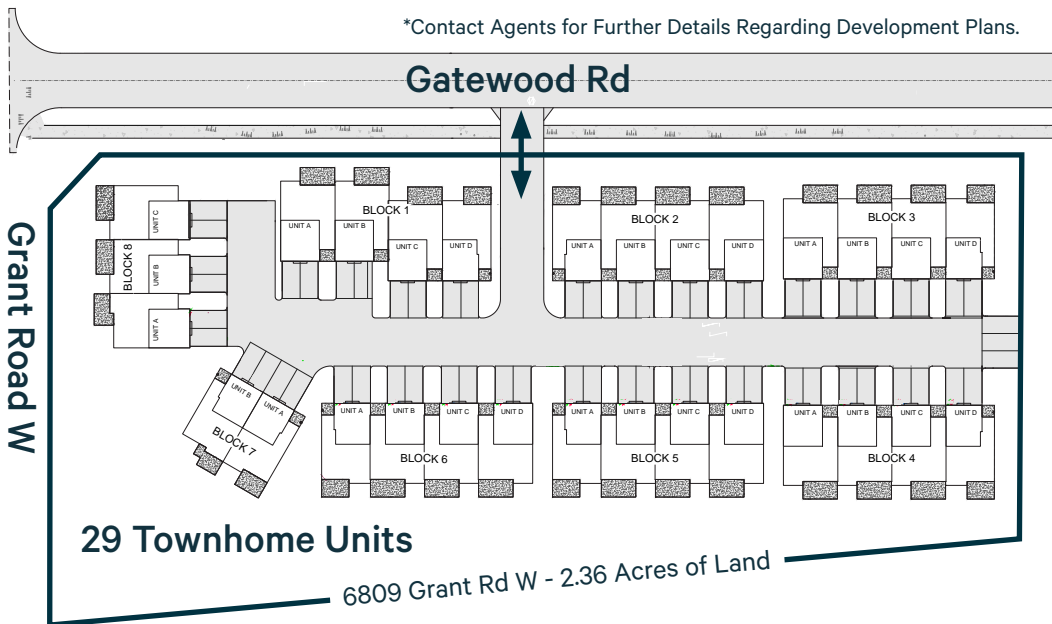 *Contact Agents for Further Details Regarding Development Plans.
Gatewood Rd
Grant Road W
BLOCK 8
UNIT C
UNIT B
UNIT A
BLOCK 1
UNIT A
UNIT B
UNIT C
UNIT D
BLOCK 2
UNIT A
UNIT B
UNIT C
UNIT D
BLOCK 3
UNIT A
UNIT B
UNIT C
UNIT D
UNIT B
UNIT A
BLOCK 7
UNIT A
UNIT B
UNIT C
UNIT D
BLOCK 6
UNIT A
UNIT B
UNIT C
UNIT D
BLOCK 5
UNIT A
UNIT B
UNIT C
UNIT D
BLOCK 4
29 Townhome Units
6809 Grant Rd W - 2.36 Acres of Land